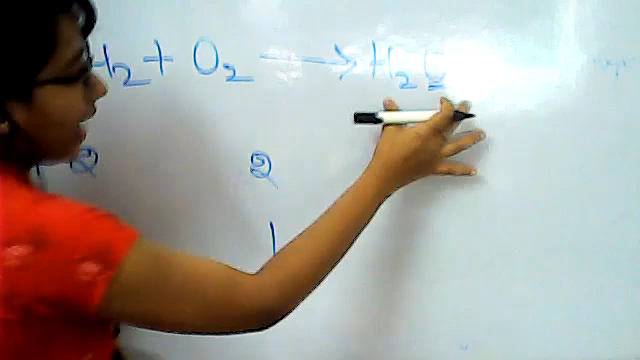 H₂ + O₂ → H₂O
2 2
1